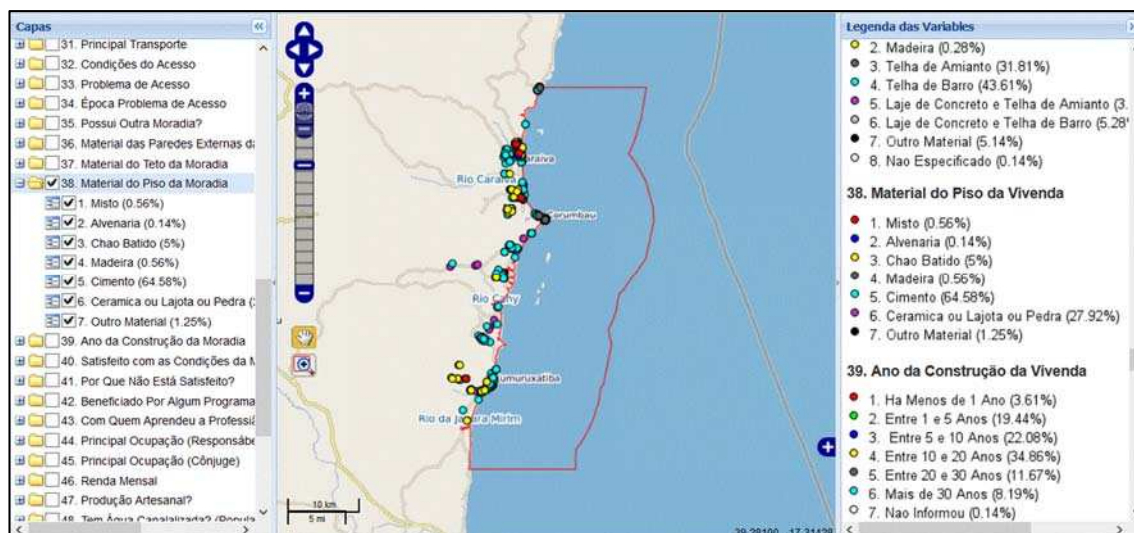 Capas
31. Principal Transporte
32. Condições do Acesso
33. Problema de Acesso
34. Época Problema de Acesso
35. Possui Outra Moradia?
36. Material das Paredes Externas da
37. Material do Teto da Moradia
38. Material do Piso da Moradia
1. Misto (0.56%)
2. Alvenaria (0.14%)
3. Chao Batido (5%)
4. Madeira (0.56%)
5. Cimento (64.58%)
6. Ceramica ou Lajota ou Pedra (
7. Outro Material (1.25%)
39. Ano da Construção da Moradia
40. Satisfeito com as Condições da M
41. Por Que Não Está Satisfeito?
42. Beneficiado Por Algum Programa
43. Com Quem Aprendeu a Profissã
44. Principal Ocupação (Responsáve
45. Principal Ocupação (Cônjuge)
46. Renda Mensal
47. Produção Artesanal?
48. Tem Água Canalalizada? (Popula
araiva
Rio Caraiva
Corumbau
Rio Cahy
umuruxatiba
Rio da Ja ara Mirim
10 km
5 mi
Legenda das Variables
2. Madeira (0.28%)
3. Telha de Amianto (31.81%)
4. Telha de Barro (43.61%)
5. Laje de Concreto e Telha de Amianto (3.
6. Laje de Concreto e Telha de Barro (5.28%
7. Outro Material (5.14%)
8. Nao Especificado (0.14%)
38. Material do Piso da Vivenda
1. Misto (0.56%)
2. Alvenaria (0.14%)
3. Chao Batido (5%)
4. Madeira (0.56%)
5. Cimento (64.58%)
6. Ceramica ou Lajota ou Pedra (27.92%)
7. Outro Material (1.25%)
39. Ano da Construção da Vivenda
1. Ha Menos de 1 Ano (3.61%)
2. Entre 1 e 5 Anos (19.44%)
3. Entre 5 e 10 Anos (22.08%)
4. Entre 10 e 20 Anos (34.86%)
5. Entre 20 e 30 Anos (11.67%)
6. Mais de 30 Anos (8.19%)
7. Nao Informou (0.14%)